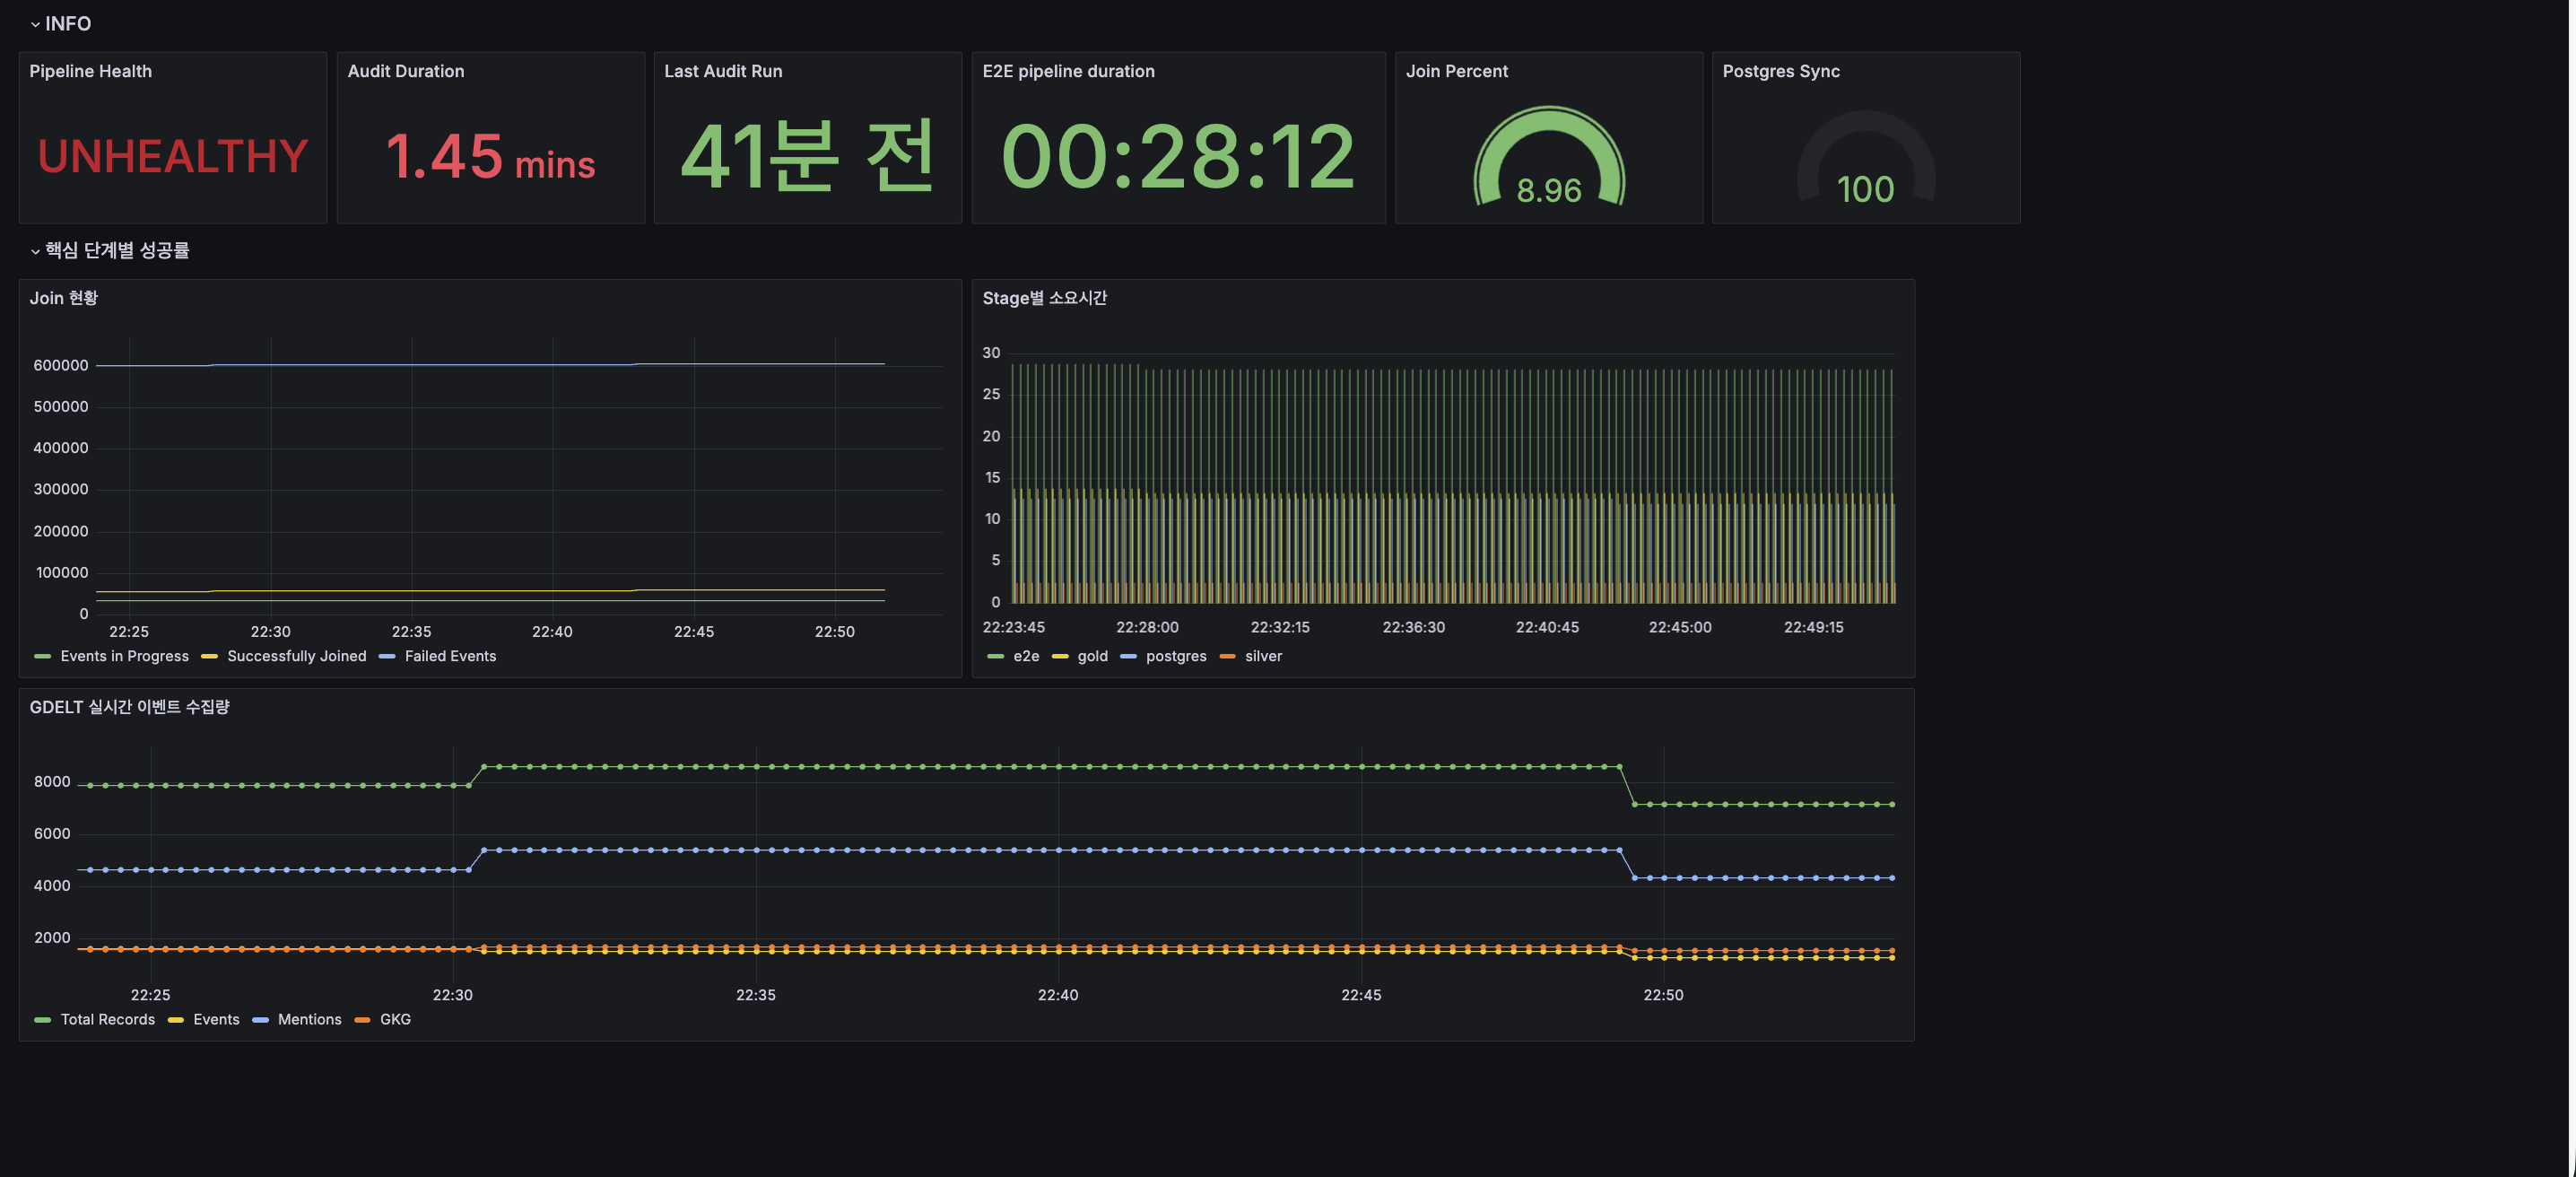 INFO
Pipeline Health
UNHEALTHY
Audit Duration
1.45 mins
Last Audit Run
41분 전
E2E pipeline duration
00:28:12
Join Percent
8.96
Postgres Sync
100
핵심 단계별 성공률
Join 현황
600000
500000
400000
300000
200000
100000
0
22:25 22:30 22:35 22:40 22:45 22:50
Events in Progress Successfully Joined Failed Events
Stage별 소요시간
30
25
20
15
10
5
0
22:23:45 22:28:00 22:32:15 22:36:30 22:40:45 22:45:00 22:49:15
e2e gold postgres silver
GDELT 실시간 이벤트 수집량
8000
6000
4000
2000
22:25 22:30 22:35 22:40 22:45 22:50
Total Records Events Mentions GKG